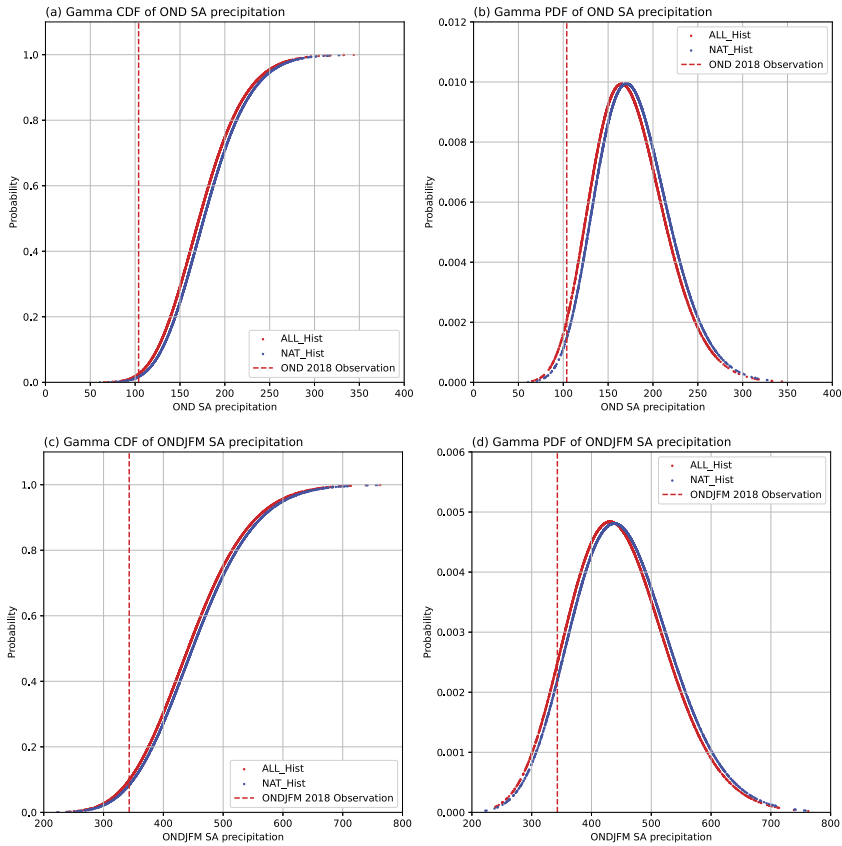 (a) Gamma CDF of OND SA precipitation
1.0
0.8
0.6
0.4
0.2
0.0
Probability
0 50 100 150 200 250 300 350 400
OND SA precipitation
ALL_Hist
NAT_Hist
OND 2018 Observation
(b) Gamma PDF of OND SA precipitation
0.012
0.010
0.008
0.006
0.004
0.002
0.000
Probability
0 50 100 150 200 250 300 350 400
OND SA precipitation
ALL_Hist
NAT_Hist
OND 2018 Observation
(c) Gamma CDF of ONDJFM SA precipitation
1.0
0.8
0.6
0.4
0.2
0.0
Probability
200 300 400 500 600 700 800
ONDJFM SA precipitation
ALL_Hist
NAT_Hist
ONDJFM 2018 Observation
(d) Gamma PDF of ONDJFM SA precipitation
0.006
0.005
0.004
0.003
0.002
0.001
0.000
Probability
200 300 400 500 600 700 800
ONDJFM SA precipitation
ALL_Hist
NAT_Hist
ONDJFM 2018 Observation